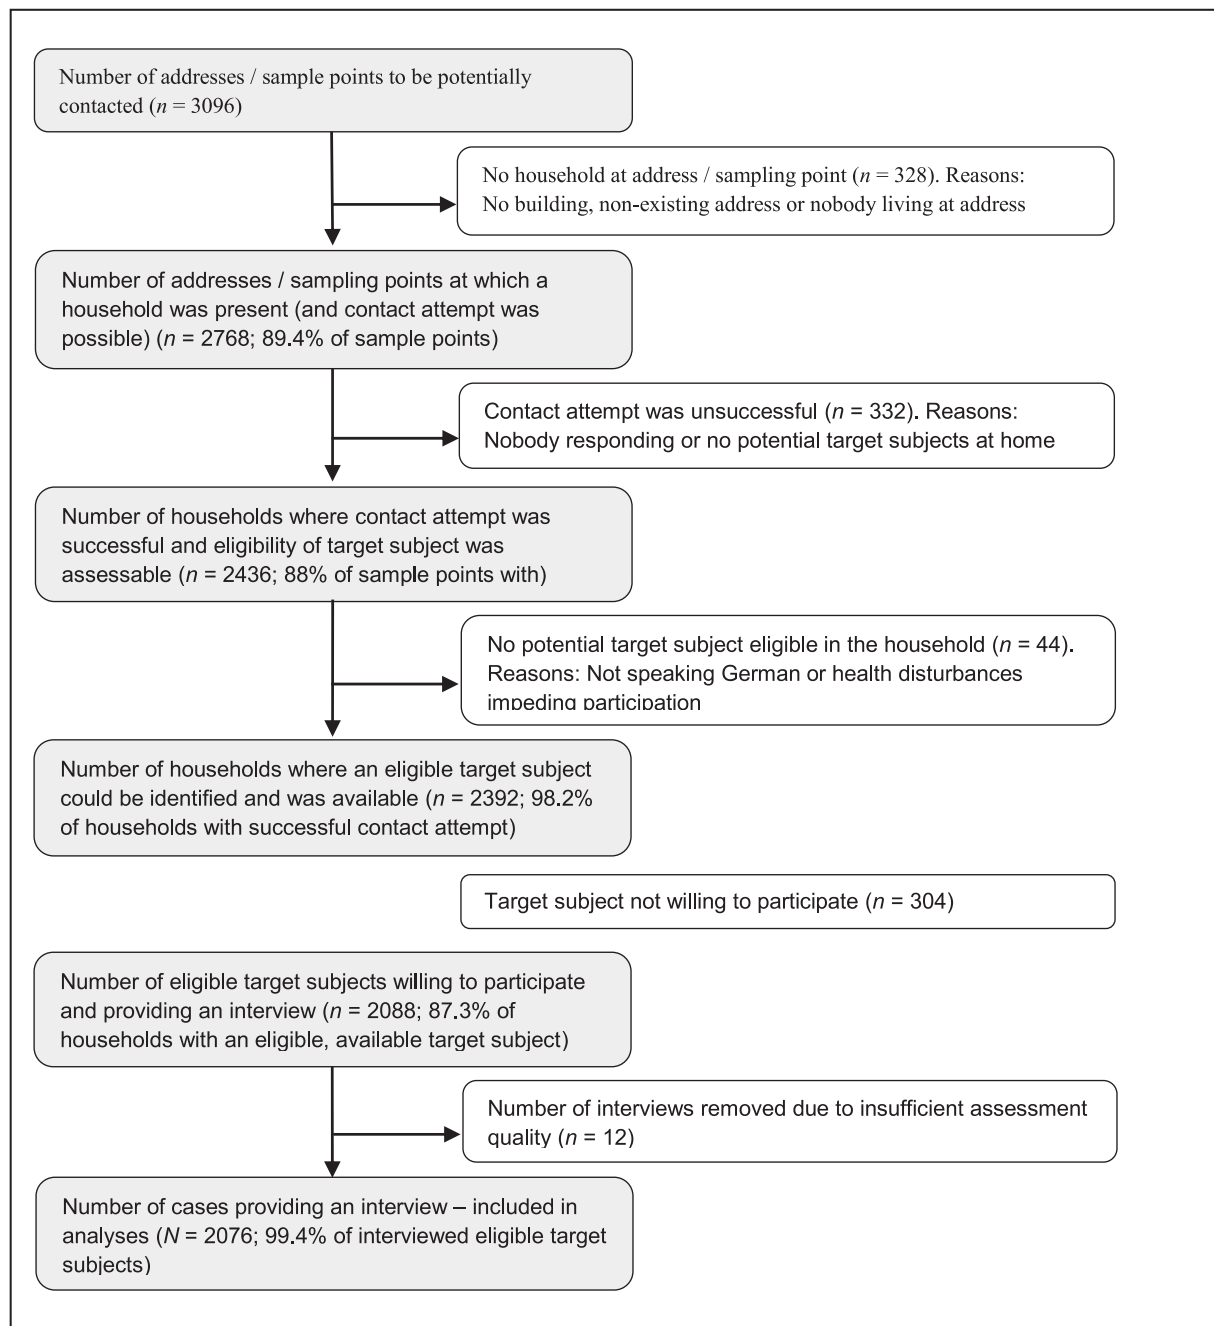 Number of addresses / sample points to be potentially
contacted (n = 3096)
No household at address / sampling point (n = 328). Reasons:
No building, non-existing address or nobody living at address
Number of addresses / sampling points at which a
household was present (and contact attempt was
possible) (n = 2768; 89.4% of sample points)
Contact attempt was unsuccessful (n = 332). Reasons:
Nobody responding or no potential target subjects at home
Number of households where contact attempt was
successful and eligibility of target subject was
assessable (n = 2436; 88% of sample points with)
No potential target subject eligible in the household (n = 44).
Reasons: Not speaking German or health disturbances
impeding participation
Number of households where an eligible target subject
could be identified and was available (n = 2392; 98.2%
of households with successful contact attempt)
Target subject not willing to participate (n = 304)
Number of eligible target subjects willing to participate
and providing an interview (n = 2088; 87.3% of
households with an eligible, available target subject)
Number of interviews removed due to insufficient assessment
quality (n = 12)
Number of cases providing an interview – included in
analyses (N = 2076; 99.4% of interviewed eligible target
subjects)